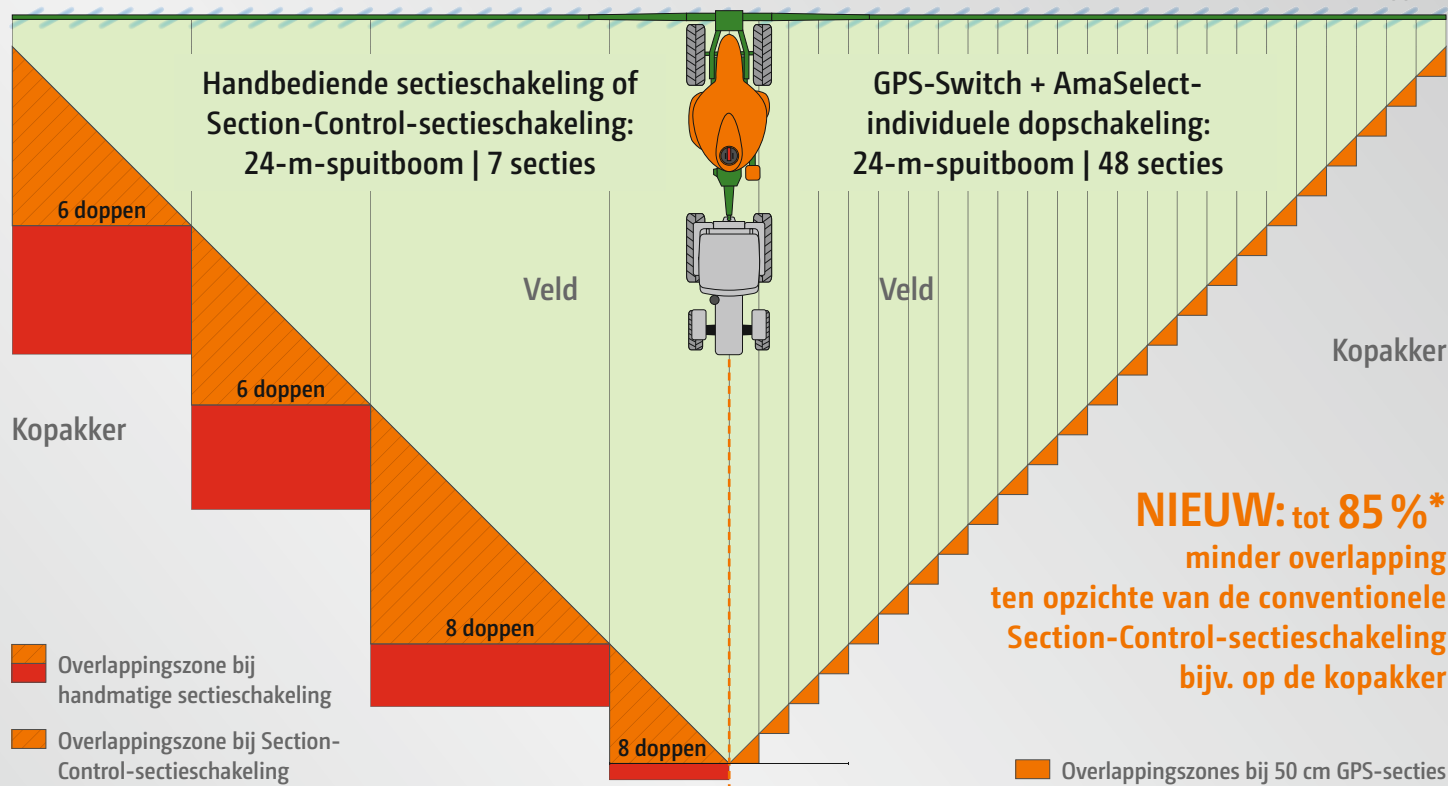 Handbediende sectieschakeling of
Section-Control-sectieschakeling:
24-m-spuitboom | 7 secties
GPS-Switch + AmaSelect-
individuele dopschakeling:
24-m-spuitboom | 48 secties
6 doppen
Veld
Veld
Kopakker
6 doppen
Kopakker
NIEUW: tot 85 %*
minder overlapping
ten opzichte van de conventionele
Section-Control-sectieschakeling
bijv. op de kopakker
8 doppen
Overlappingszone bij
handmatige sectieschakeling
Overlappingszone bij Section-
Control-sectieschakeling
8 doppen
Overlappingszones bij 50 cm GPS-secties